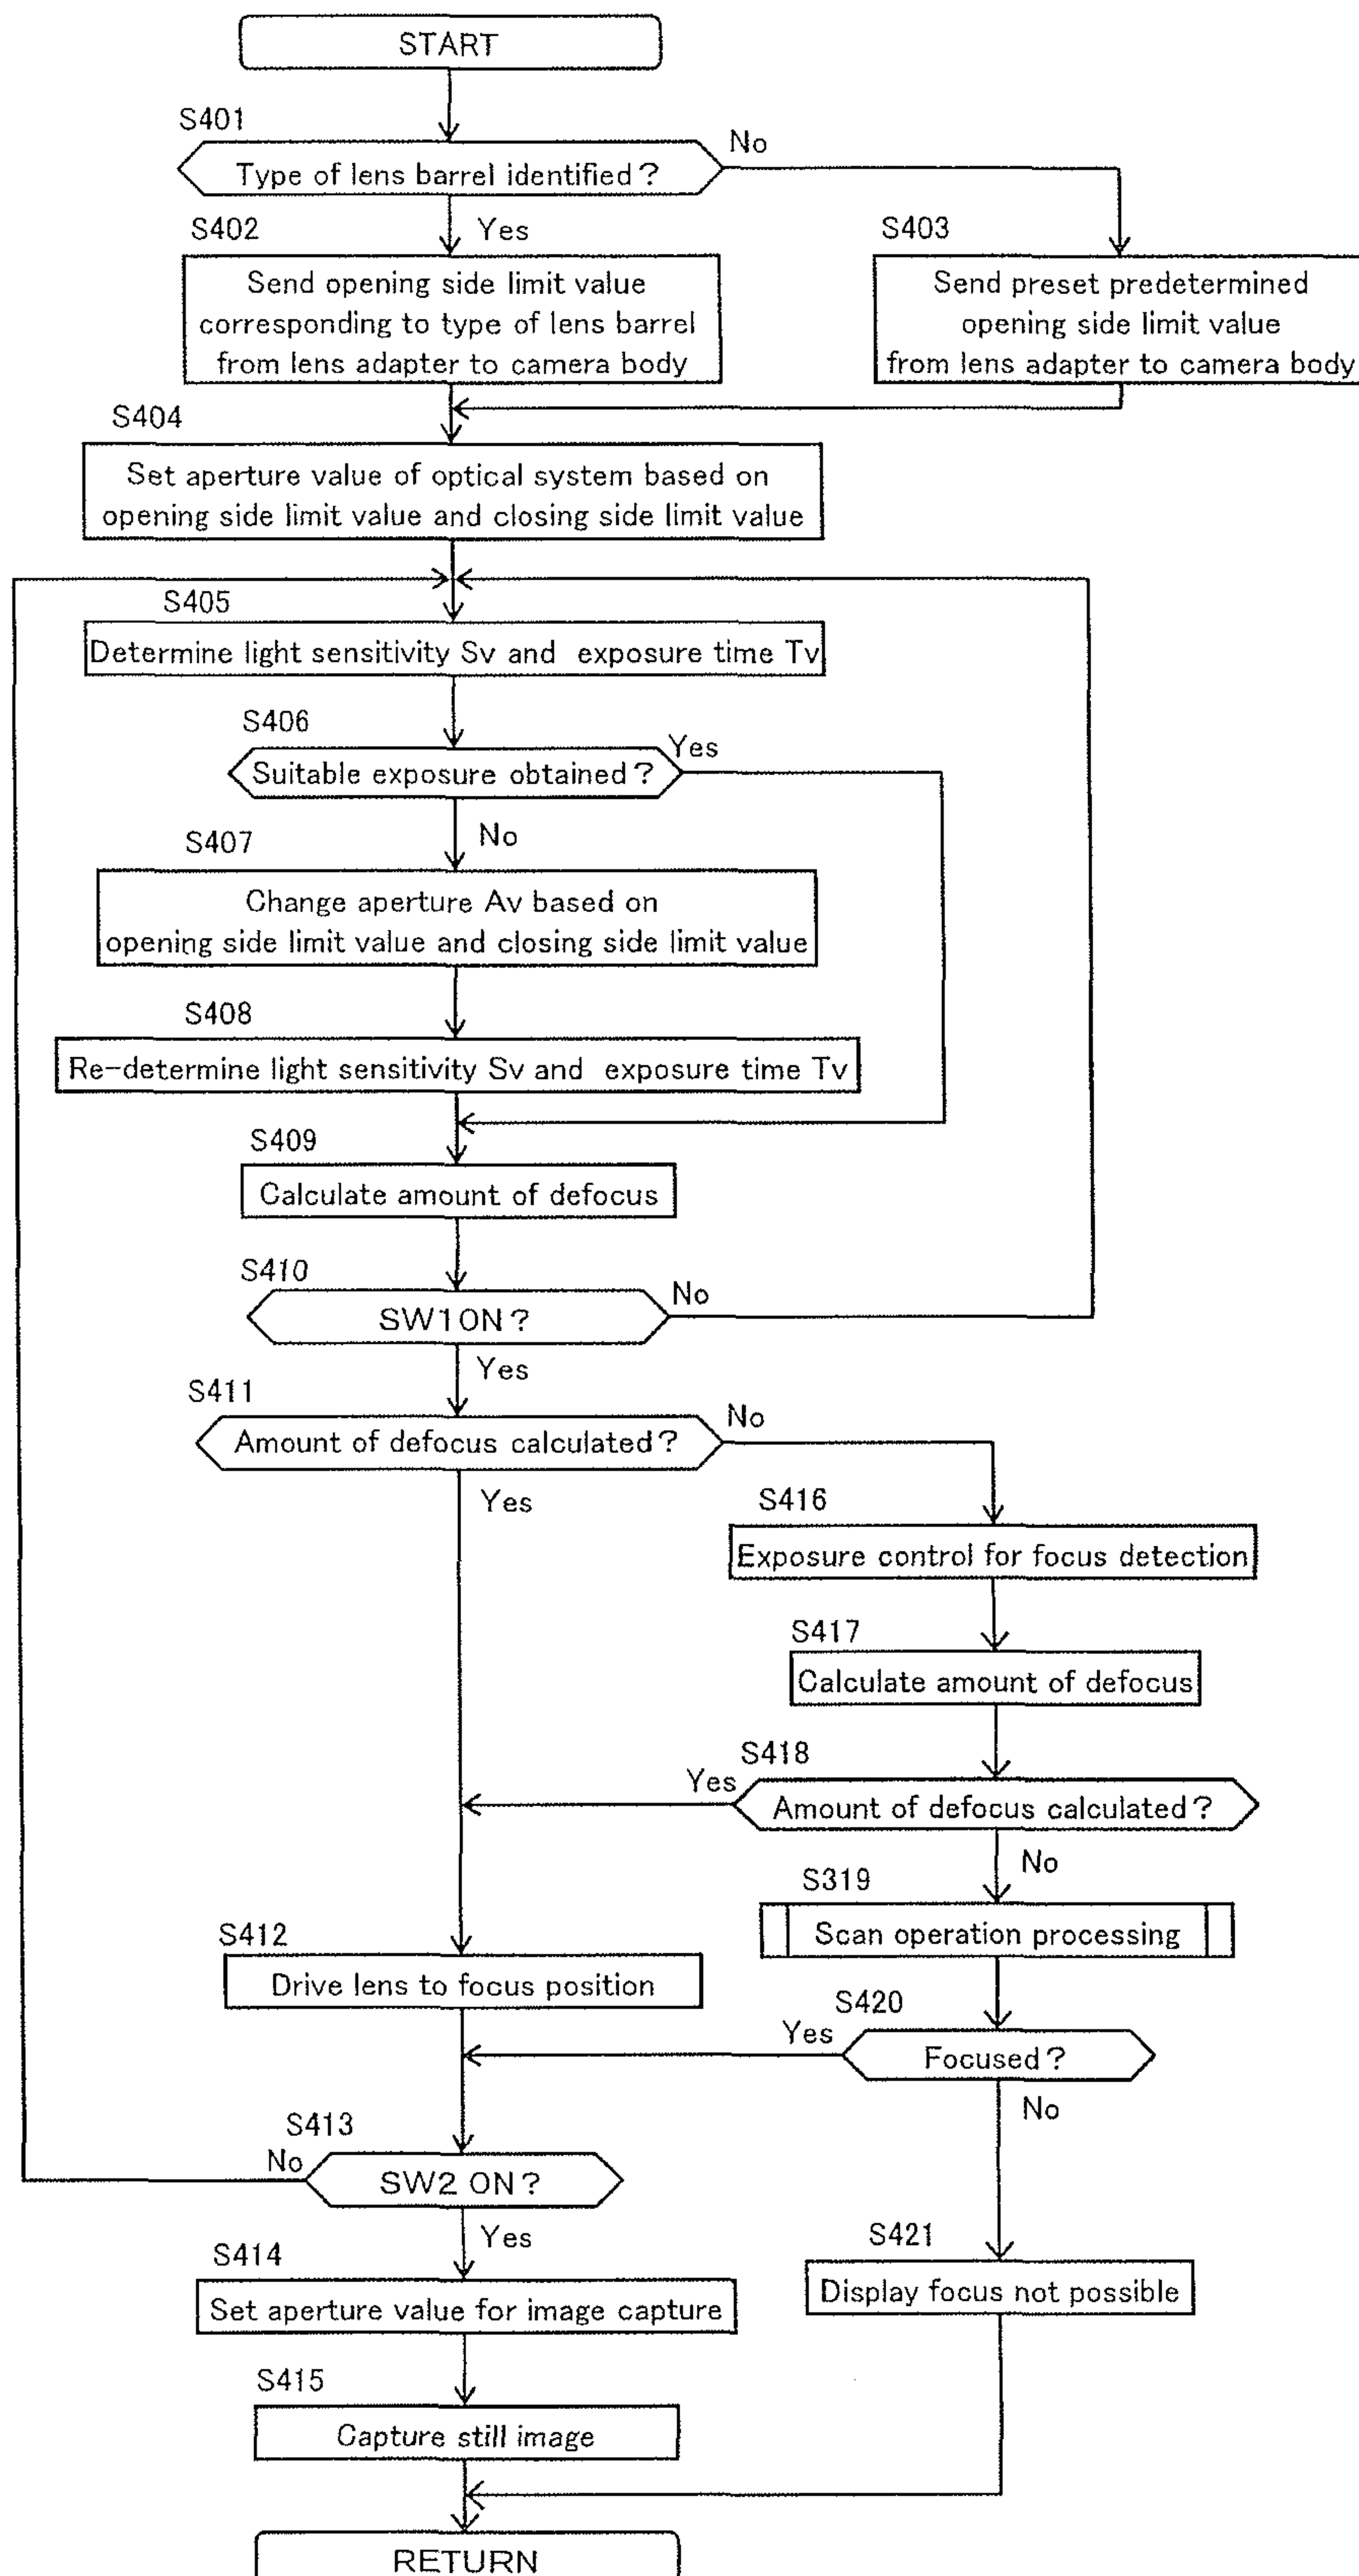 START
S401
Type of lens barrel identified?
No
Yes
S402
Send opening side limit value
corresponding to type of lens barrel
from lens adapter to camera body
S403
Send preset predetermined
opening side limit value
from lens adapter to camera body
S404
Set aperture value of optical system based on
opening side limit value and closing side limit value
S405
Determine light sensitivity Sv and exposure time Tv
S406
Suitable exposure obtained?
Yes
No
S407
Change aperture Av based on
opening side limit value and closing side limit value
S408
Re-determine light sensitivity Sv and exposure time Tv
S409
Calculate amount of defocus
S410
SW1ON?
No
Yes
S411
Amount of defocus calculated?
No
Yes
S416
Exposure control for focus detection
S417
Calculate amount of defocus
S418
Yes
Amount of defocus calculated?
No
S319
Scan operation processing
S412
Drive lens to focus position
S420
Yes
Focused?
No
S413
No
SW2 ON?
Yes
S414
Set aperture value for image capture
S421
Display focus not possible
S415
Capture still image
RETURN